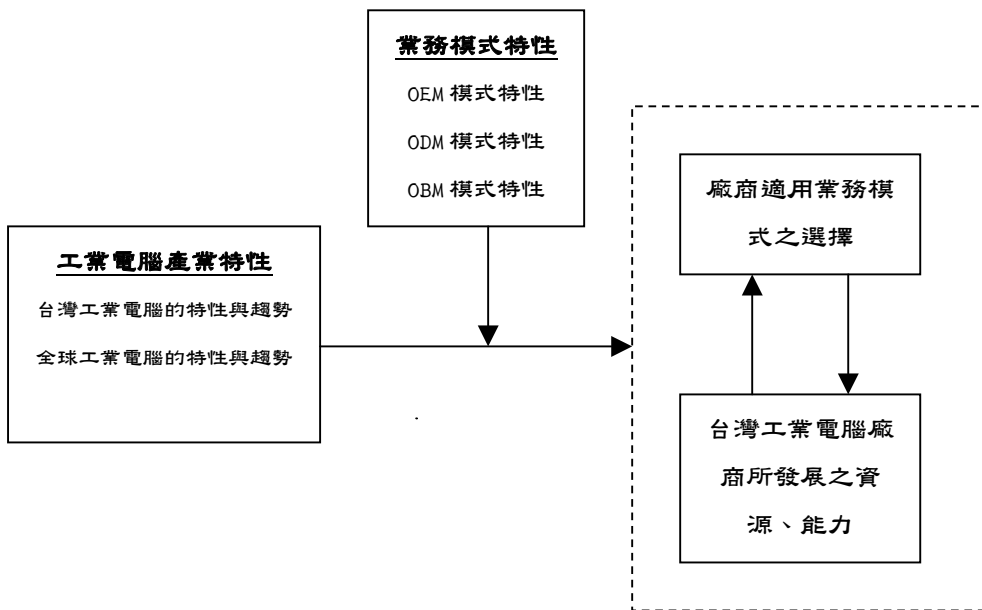 業務模式特性
OEM 模式特性
ODM 模式特性
OBM 模式特性
工業電腦產業特性
台灣工業電腦的特性與趨勢
全球工業電腦的特性與趨勢
廠商適用業務模
式之選擇
台灣工業電腦廠
商所發展之資
源、能力